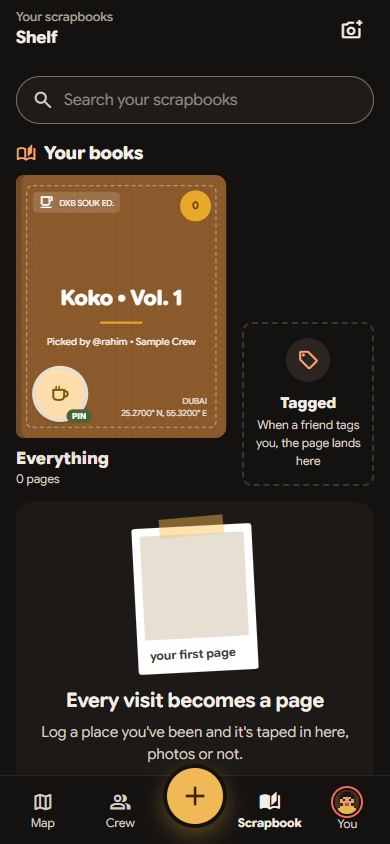 Your scrapbooks
Shelf
Search your scrapbooks
Your books
DXB SOUK ED.
0
Koko • Vol. 1
Picked by @rahim • Sample Crew
PIN
DUBAI
25.2700° N, 55.3200° E
Everything
0 pages
Tagged
When a friend tags
you, the page lands
here
your first page
Every visit becomes a page
Log a place you've been and it's taped in here,
photos or not.
Map
Crew
Scrapbook
You